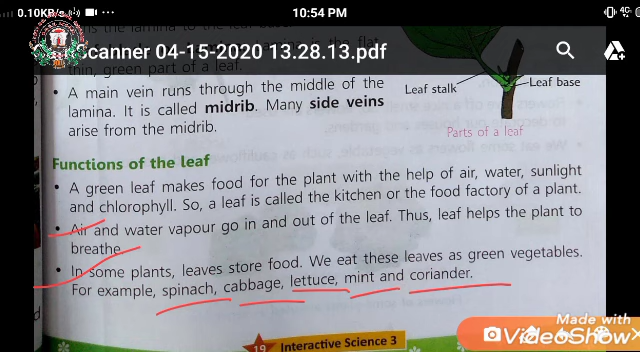 0.10KB/s
10:54 PM
4G
Scanner 04-15-2020 13.28.13.pdf
the lamina to the
thin, green part of a leaf.
• A main vein runs through the middle of the
lamina. It is called midrib. Many side veins
arise from the midrib.
Leaf stalk
Leaf base
Parts of a leaf
Functions of the leaf
• A green leaf makes food for the plant with the help of air, water, sunlight
and chlorophyll. So, a leaf is called the kitchen or the food factory of a plant.
• Air and water vapour go in and out of the leaf. Thus, leaf helps the plant to
breathe.
• In some plants, leaves store food. We eat these leaves as green vegetables.
For example, spinach, cabbage, lettuce, mint and coriander.
19 Interactive Science 3
Made with
VideoShow